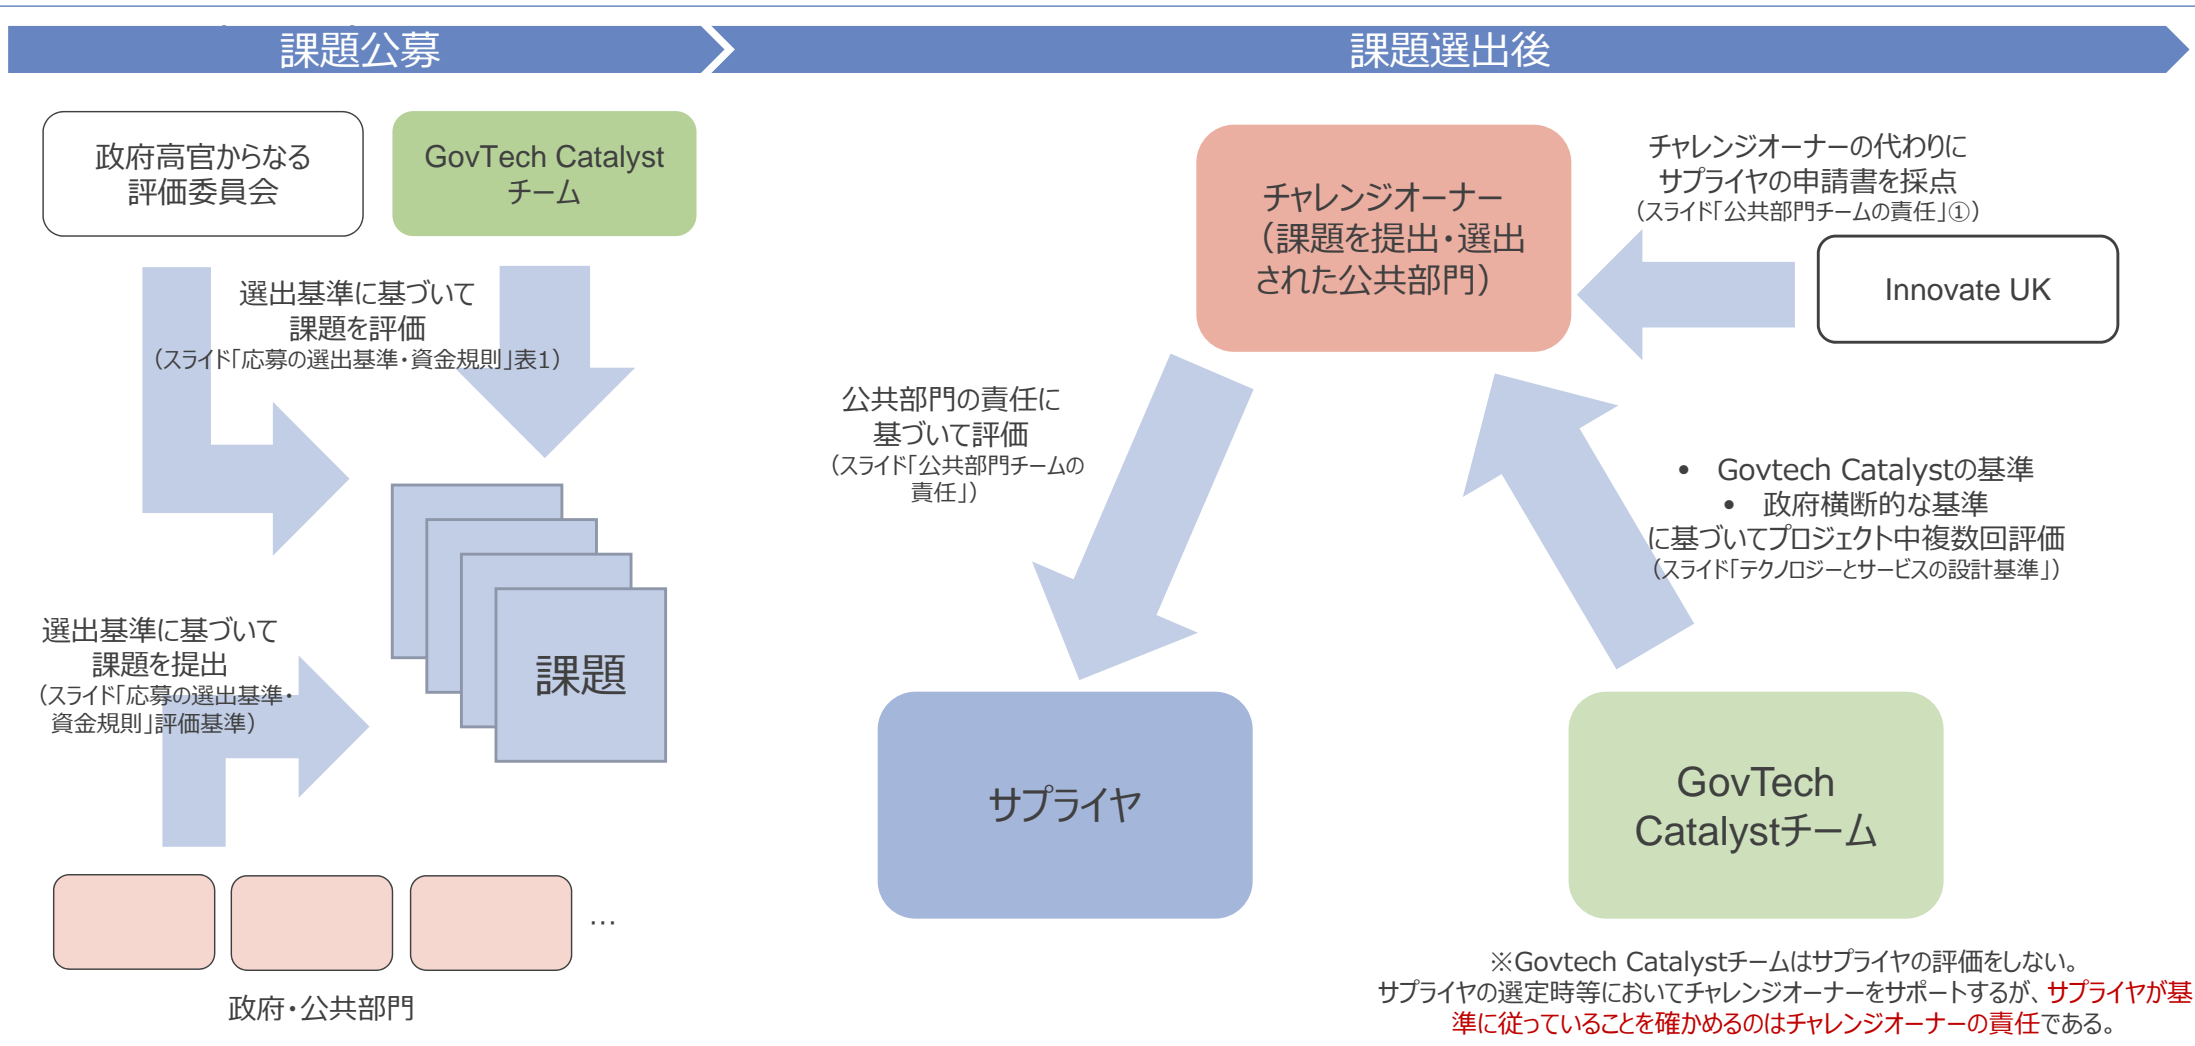 課題公募
課題選出後
政府高官からなる
評価委員会
GovTech Catalyst
チーム
選出基準に基づいて
課題を評価
（スライド「応募の選出基準・資金規則」表1）
課題
選出基準に基づいて
課題を提出
（スライド「応募の選出基準・
資金規則」評価基準）
…
政府・公共部門
チャレンジオーナー
（課題を提出・選出
された公共部門）
チャレンジオーナーの代わりに
サプライヤの申請書を採点
（スライド「公共部門チームの責任」①）
Innovate UK
公共部門の責任に
基づいて評価
（スライド「公共部門チームの
責任」）
• Govtech Catalystの基準
• 政府横断的な基準
に基づいてプロジェクト中複数回評価
（スライド「テクノロジーとサービスの設計基準」）
サプライヤ
GovTech
Catalystチーム
※Govtech Catalystチームはサプライヤの評価をしない。
サプライヤの選定時等においてチャレンジオーナーをサポートするが、サプライヤが基
準に従っていることを確かめるのはチャレンジオーナーの責任である。